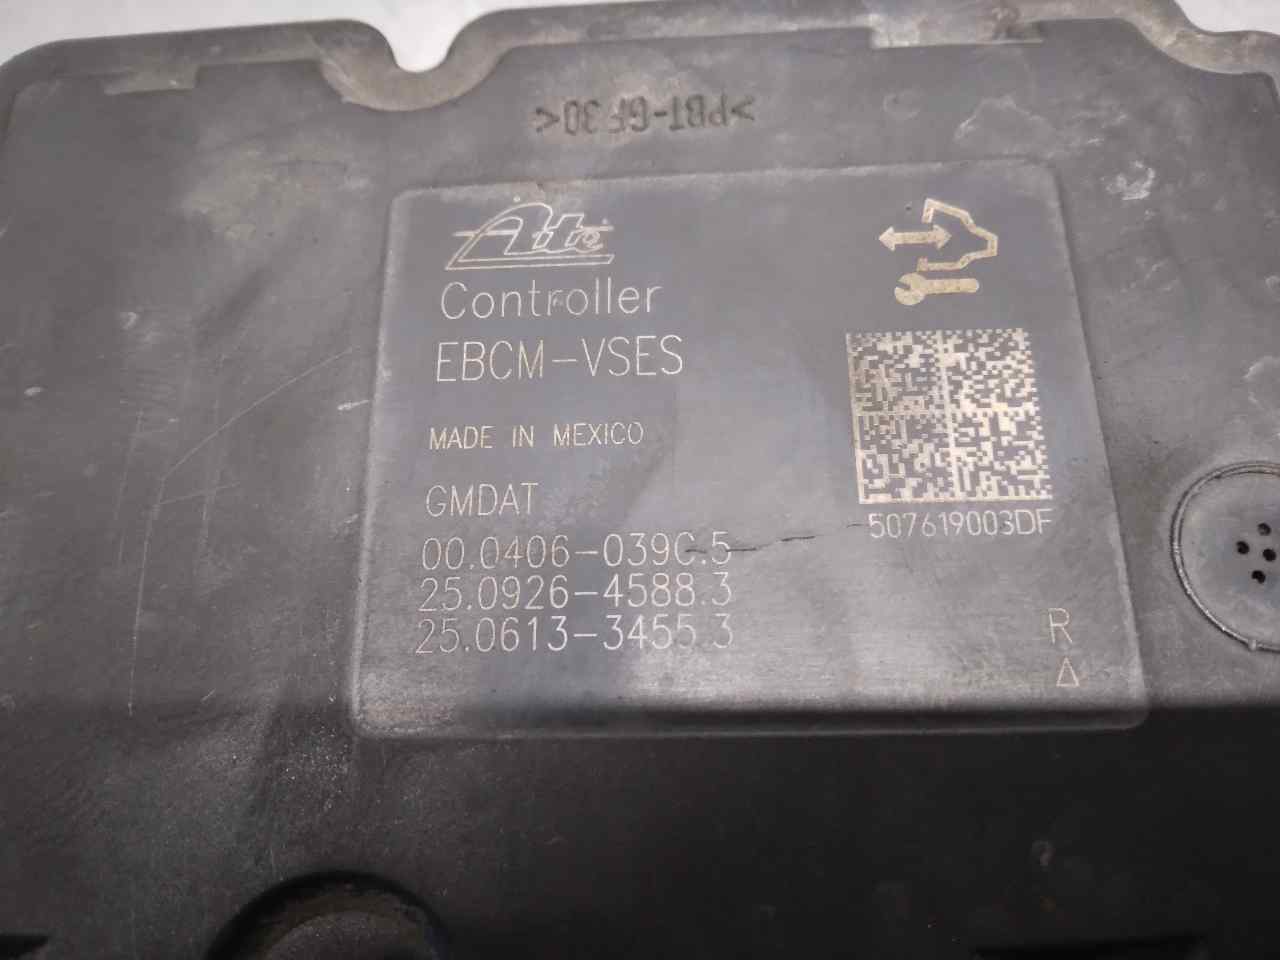 >PBT-GF30<
Ate
Controller
EBCM-VSES
MADE IN MEXICO
GMDAT
507619003DF
00.0406-039C.5
25.0926-4588.3
25.0613-3455.3
R